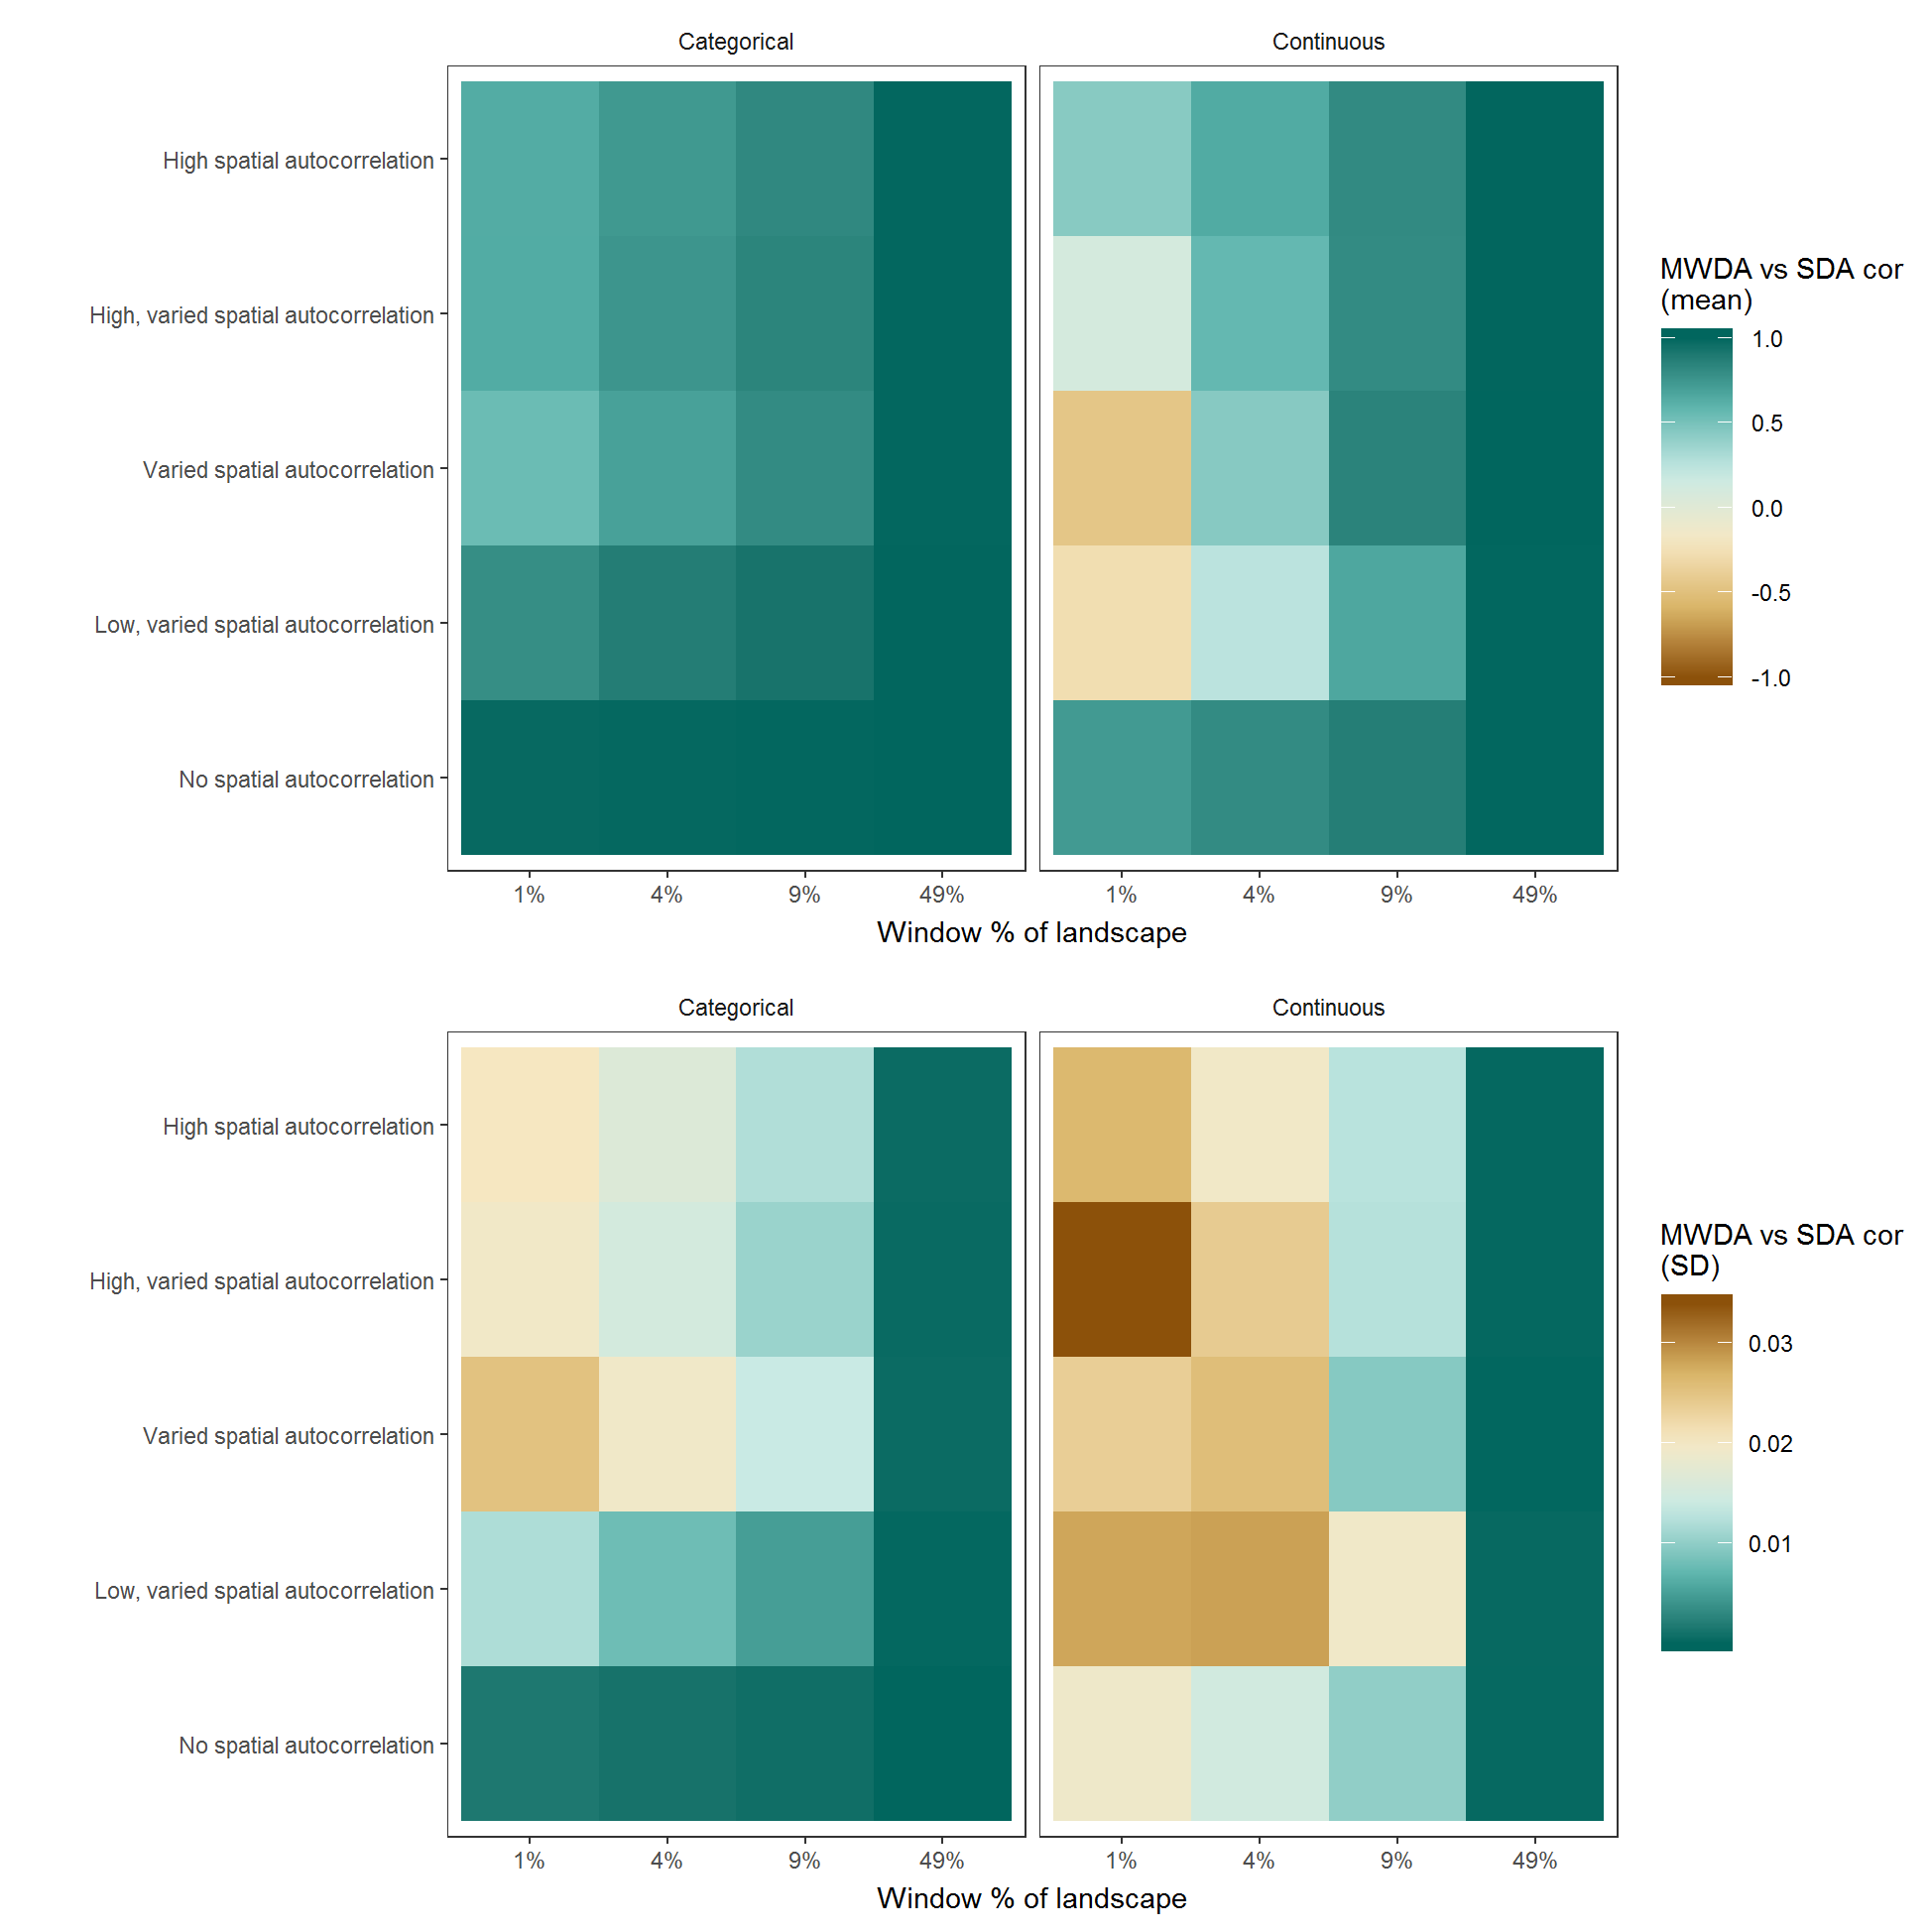 Categorical
Continuous
High spatial autocorrelation
High, varied spatial autocorrelation
Varied spatial autocorrelation
Low, varied spatial autocorrelation
No spatial autocorrelation
1% 4% 9% 49%
1% 4% 9% 49%
Window % of landscape
MWDA vs SDA cor
(mean)
1.0
0.5
0.0
-0.5
-1.0
Categorical
Continuous
High spatial autocorrelation
High, varied spatial autocorrelation
Varied spatial autocorrelation
Low, varied spatial autocorrelation
No spatial autocorrelation
1% 4% 9% 49%
1% 4% 9% 49%
Window % of landscape
MWDA vs SDA cor
(SD)
0.03
0.02
0.01